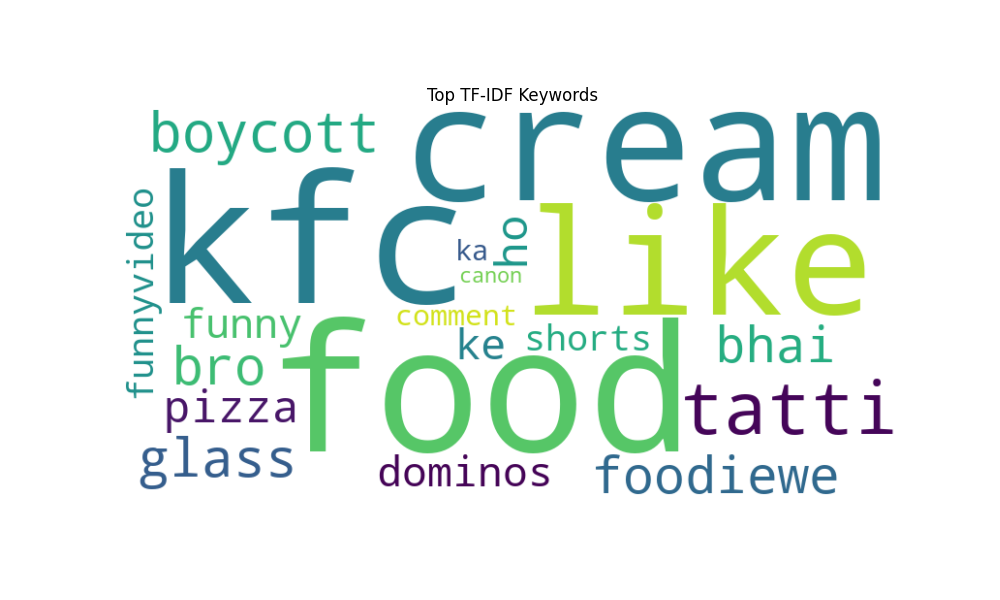 Top TF-IDF Keywords
cream
boycott
kfc
like
funnyvideo
ho
ka
canon
comment
funny
shorts
ke
bhai
bro
food
pizza
tatti
glass
dominos
foodiewe